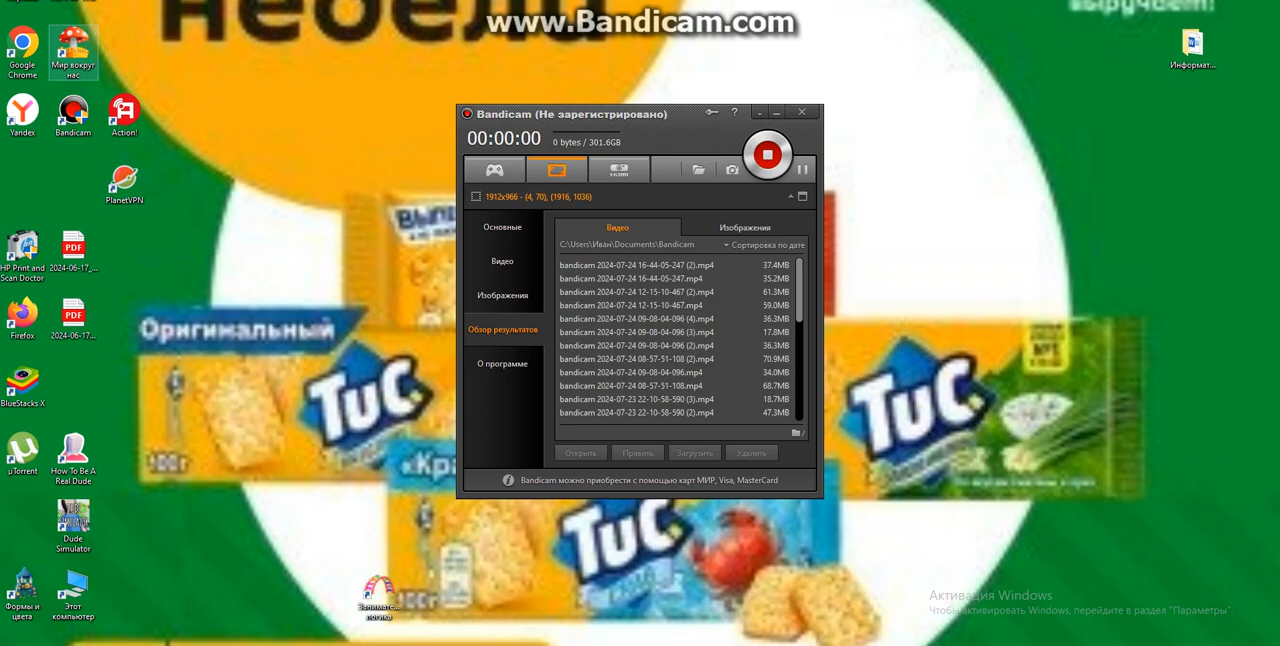 недели
www.Bandicam.com
выручает!
Google
Chrome
Мир вокруг
нас
Информат...
Yandex
Bandicam
Action!
PlanetVPN
HP Print and
Scan Doctor
PDF
2024-06-17_...
Firefox
PDF
2024-06-17...
BlueStacks X
µTorrent
How To Be A
Real Dude
Dude
Simulator
Формы и
цвета
Этот
компьютер
Занимате...
логика
Bandicam (Не зарегистрировано)
00:00:00
0 bytes / 301.6GB
1912x966 - (4, 70), (1916, 1036)
Основные
Видео
Изображения
Обзор результатов
О программе
Видео
Изображения
C:\Users\Иван\Documents\Bandicam
Сортировка по дате
bandicam 2024-07-24 16-44-05-247 (2).mp4 37.4MB
bandicam 2024-07-24 16-44-05-247.mp4 35.2MB
bandicam 2024-07-24 12-15-10-467 (2).mp4 61.3MB
bandicam 2024-07-24 12-15-10-467.mp4 59.0MB
bandicam 2024-07-24 09-08-04-096 (4).mp4 36.3MB
bandicam 2024-07-24 09-08-04-096 (3).mp4 17.8MB
bandicam 2024-07-24 09-08-04-096 (2).mp4 36.3MB
bandicam 2024-07-24 08-57-51-108 (2).mp4 70.9MB
bandicam 2024-07-24 09-08-04-096.mp4 34.0MB
bandicam 2024-07-24 08-57-51-108.mp4 68.7MB
bandicam 2024-07-23 22-10-58-590 (3).mp4 18.7MB
bandicam 2024-07-23 22-10-58-590 (2).mp4 47.3MB
Открыть
Править
Загрузить
Удалить
Bandicam можно приобрести с помощью карт МИР, Visa, MasterCard
Оригинальный
TUC
100г
TUC
«Кра
TUC
100г
Активация Windows
Чтобы активировать Windows, перейдите в раздел "Параметры".